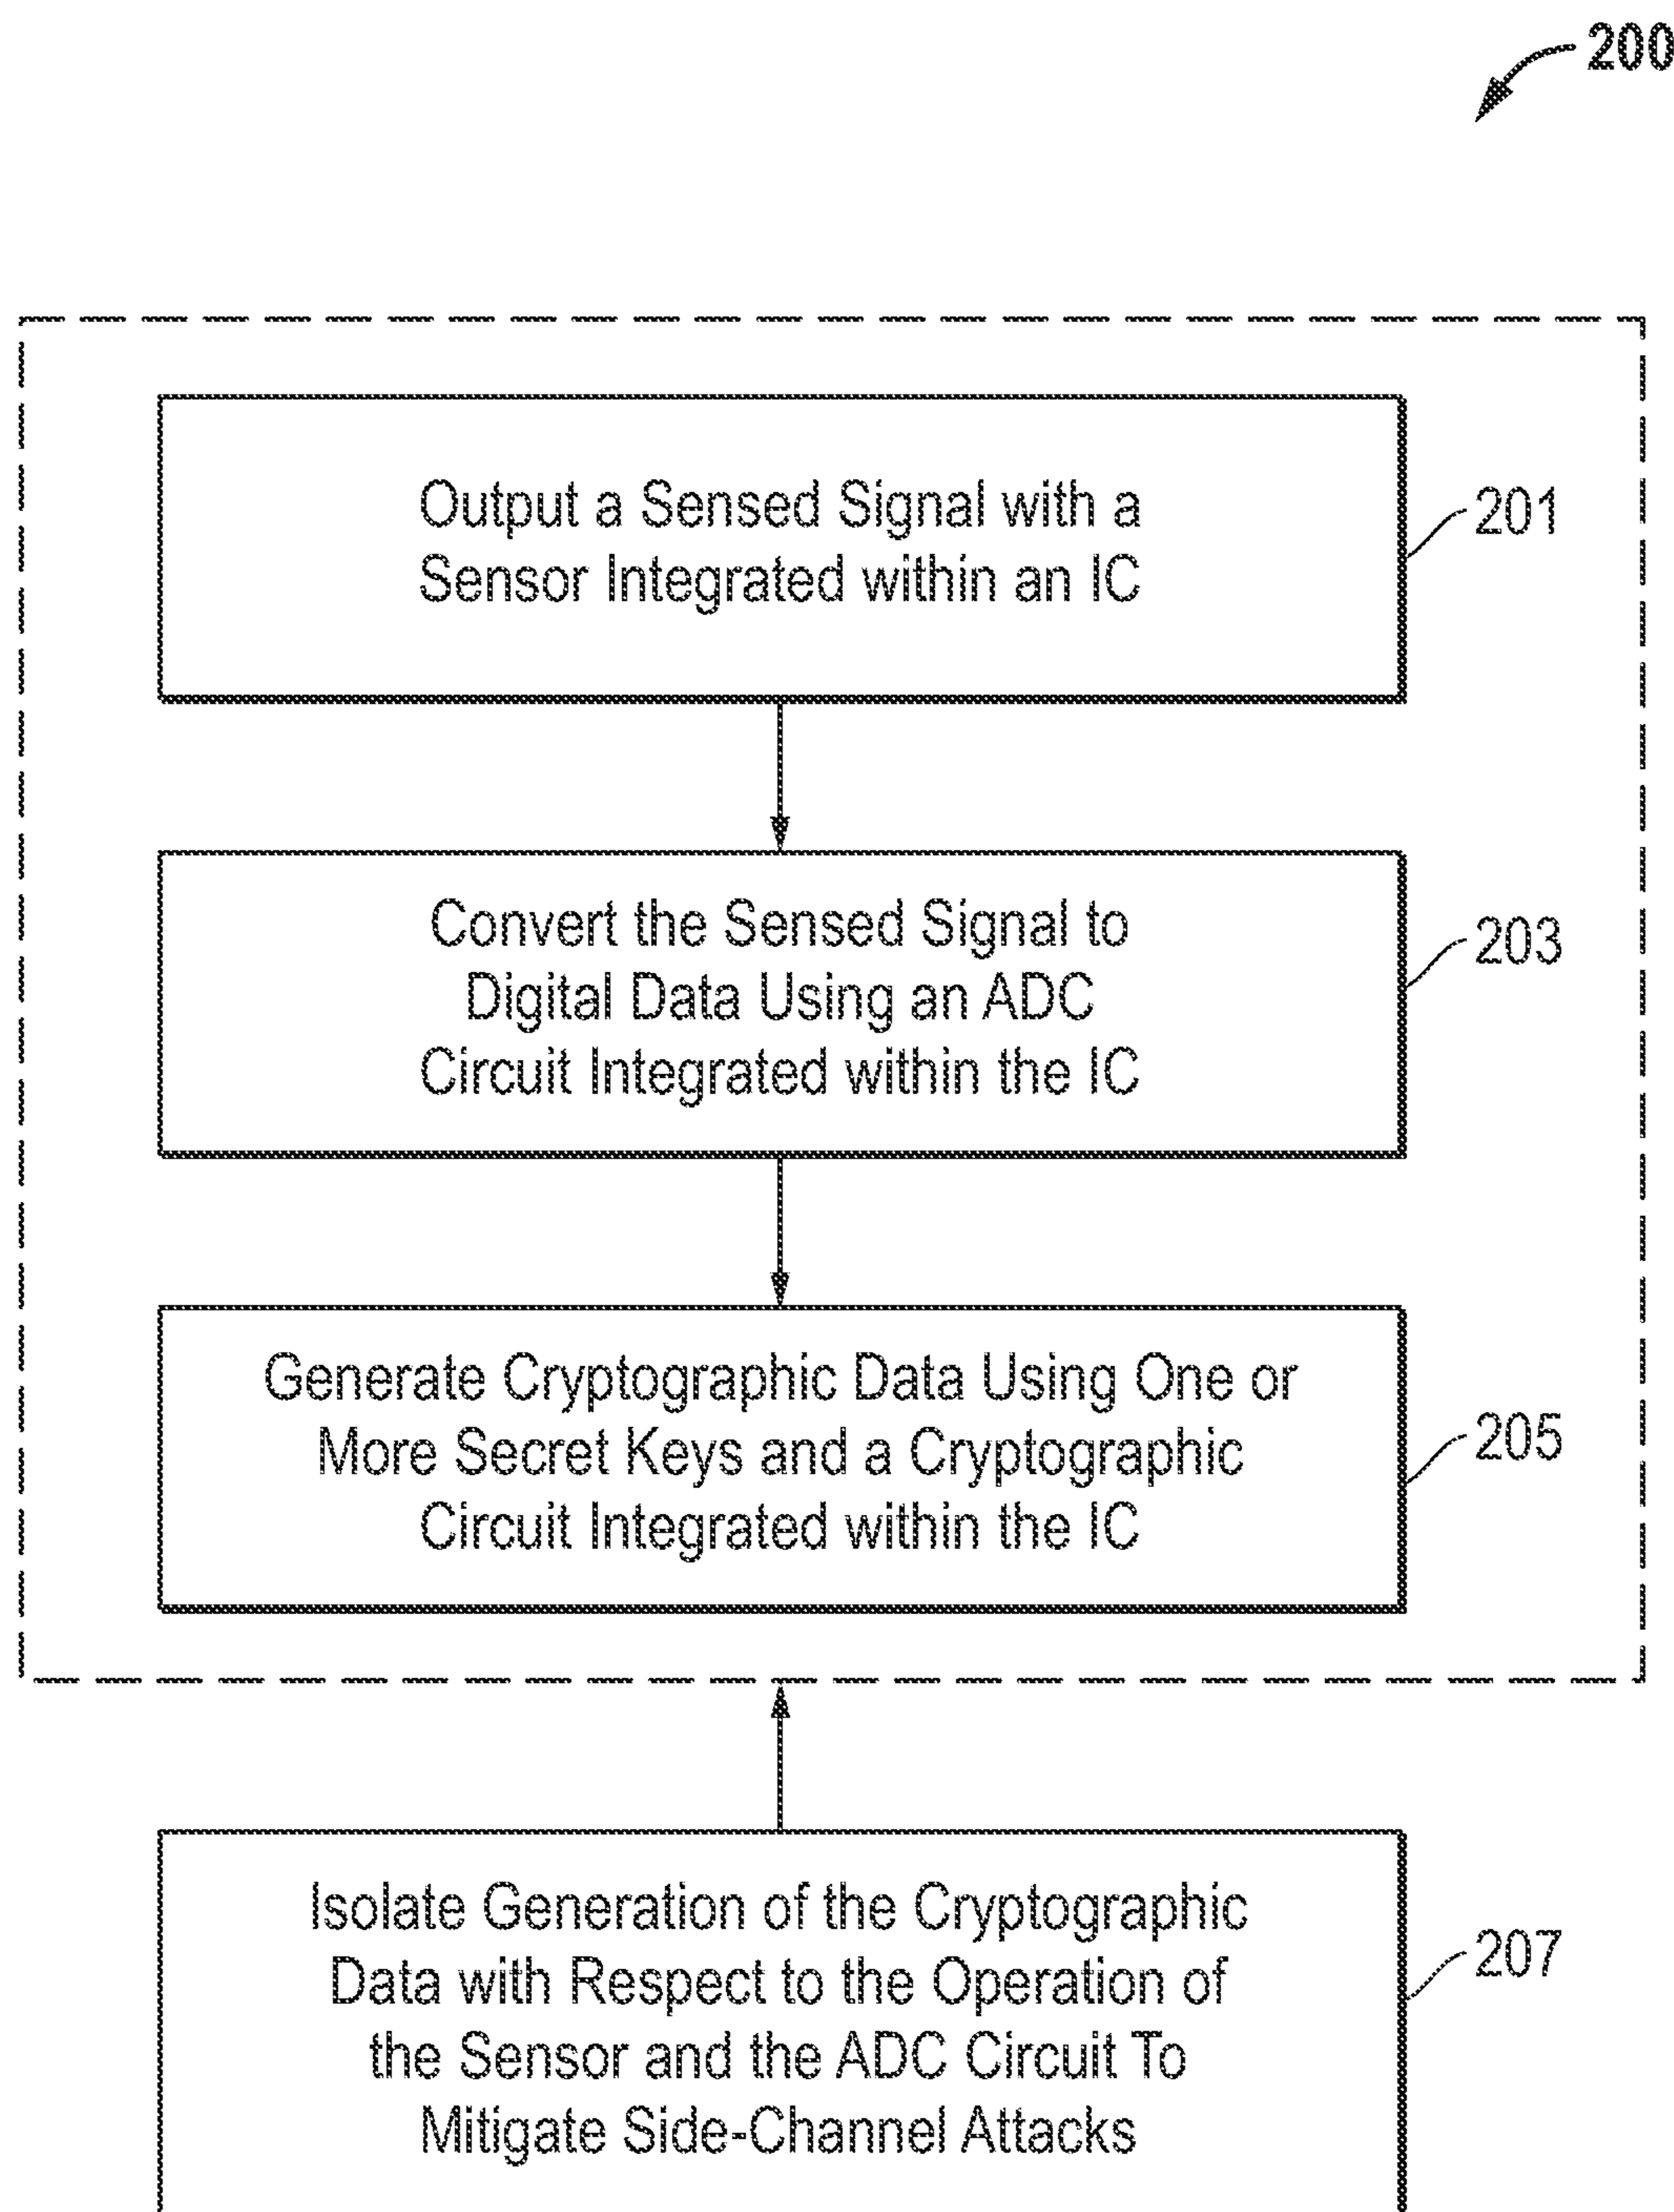 200
Output a Sensed Signal with a
Sensor Integrated within an IC
201
Convert the Sensed Signal to
Digital Data Using an ADC
Circuit Integrated within the IC
203
Generate Cryptographic Data Using One or
More Secret Keys and a Cryptographic
Circuit Integrated within the IC
205
Isolate Generation of the Cryptographic
Data with Respect to the Operation of
the Sensor and the ADC Circuit To
Mitigate Side-Channel Attacks
207